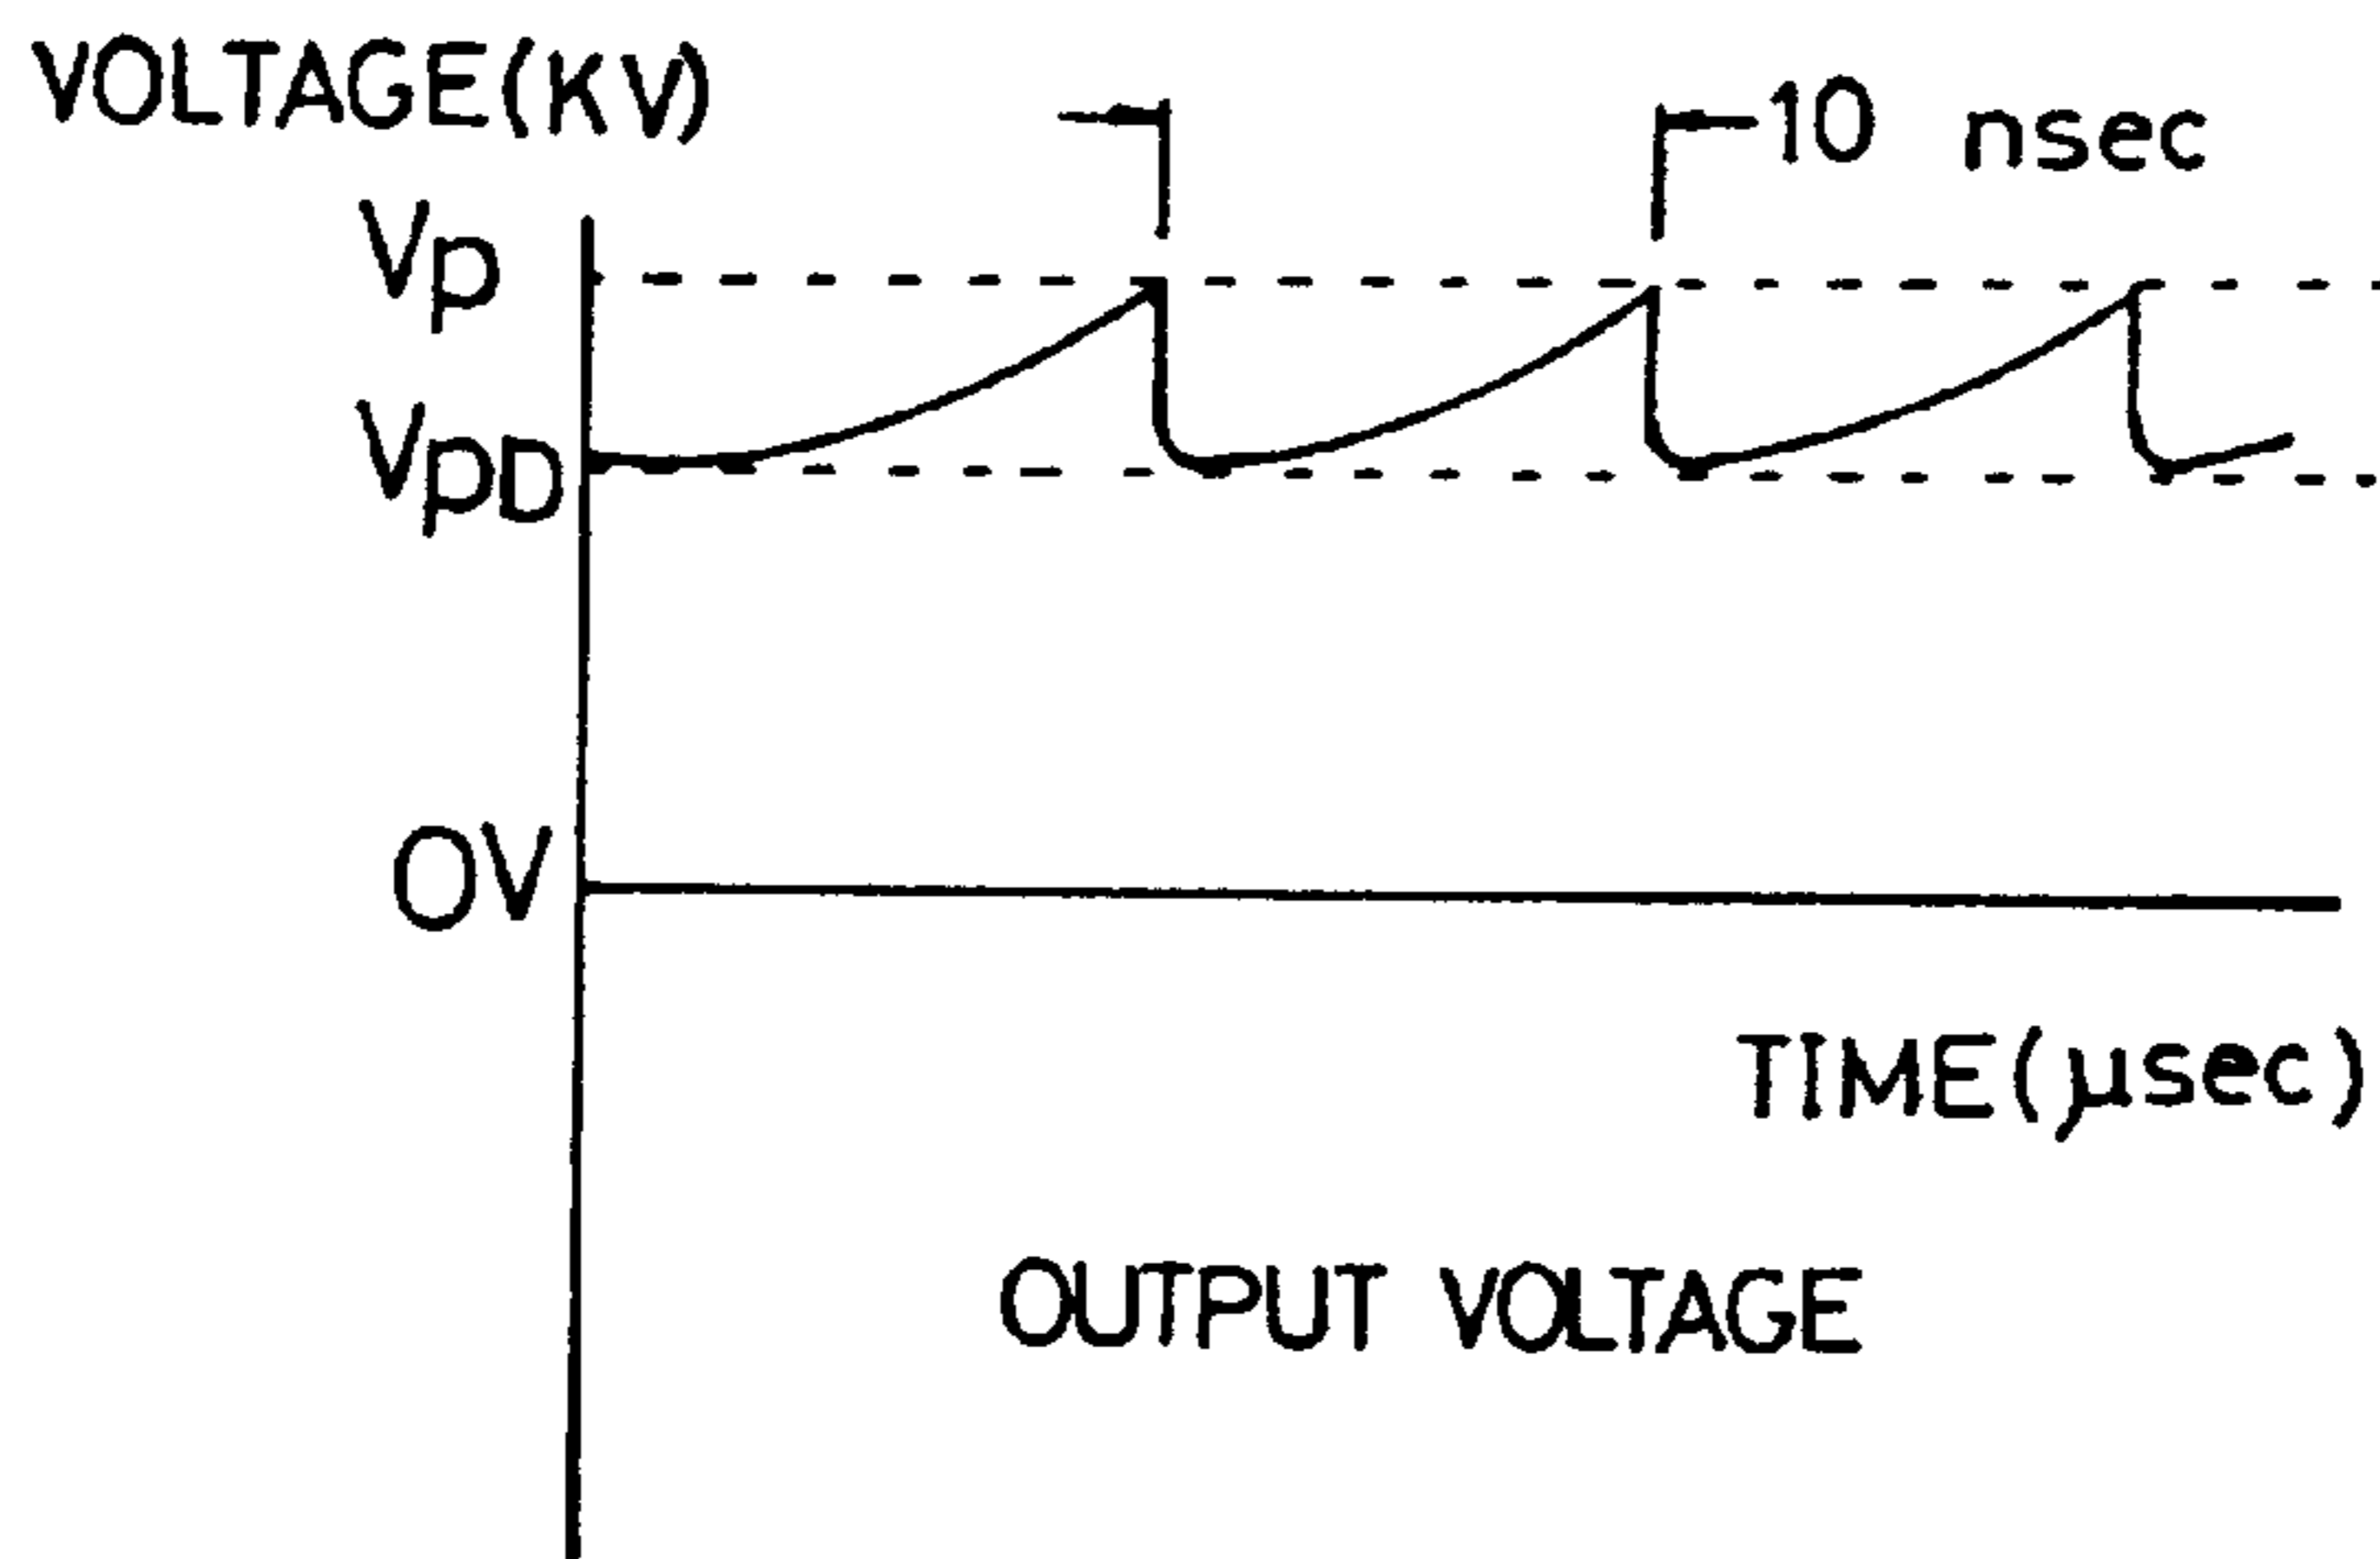 VOLTAGE(KV)
10 nsec
Vp
VpD
OV
TIME(µsec)
OUTPUT VOLTAGE